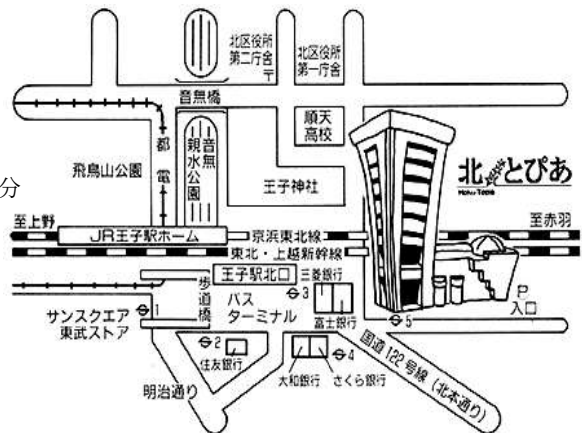 北区役所
第二庁舎
〒
北区役所
第一庁舎
音無橋
順天
高校
都電
音無
親水公園
飛鳥山公園
王子神社
北とぴあ
分
至上野
JR王子駅ホーム
京浜東北線
至赤羽
東北・上越新幹線
王子駅北口
三菱銀行
歩道橋
バス
ターミナル
3
富士銀行
P
入口
5
1
サンスクエア
東武ストア
2
住友銀行
4
大和銀行
さくら銀行
国道122号線(北本通り)
明治通り